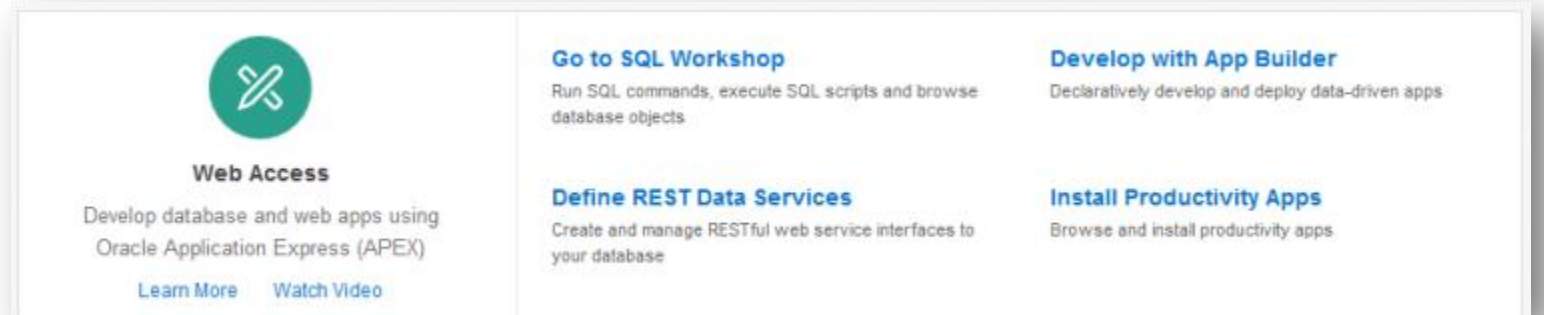 Web Access
Develop database and web apps using
Oracle Application Express (APEX)
Learn More Watch Video
Go to SQL Workshop
Run SQL commands, execute SQL scripts and browse
database objects
Develop with App Builder
Declaratively develop and deploy data-driven apps
Define REST Data Services
Create and manage RESTful web service interfaces to
your database
Install Productivity Apps
Browse and install productivity apps